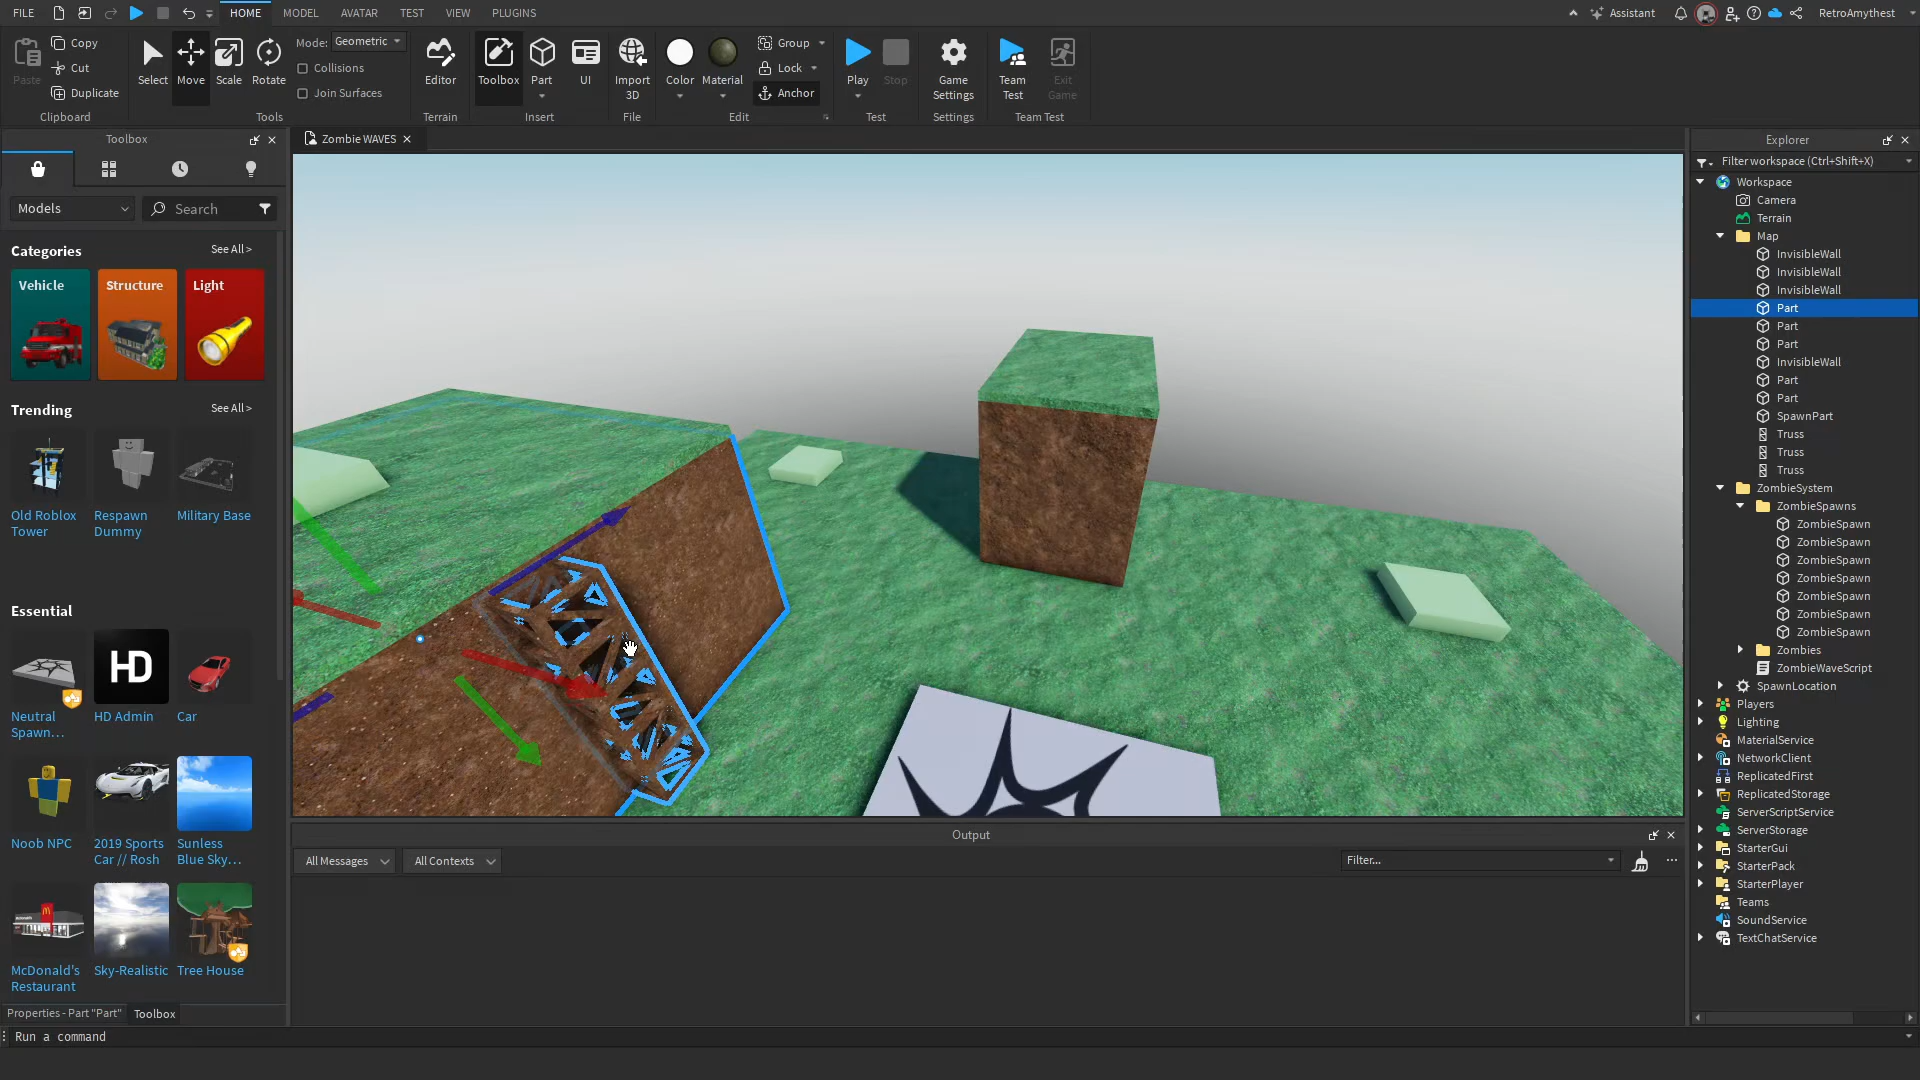 FILE
HOME
MODEL
AVATAR
TEST
VIEW
PLUGINS
Assistant
RetroAmythest
Paste
Copy
Cut
Duplicate
Clipboard
Select
Move
Scale
Rotate
Mode: Geometric
Collisions
Join Surfaces
Tools
Editor
Terrain
Toolbox
Part
UI
Insert
Import
3D
File
Color
Material
Group
Lock
Anchor
Edit
Play
Stop
Test
Game
Settings
Settings
Team
Test
Exit
Game
Team Test
Toolbox
Models
Search
Categories
See All >
Vehicle
Structure
Light
Trending
See All >
Old Roblox
Tower
Respawn
Dummy
Military Base
Essential
Neutral
Spawn...
HD
HD Admin
Car
Noob NPC
2019 Sports
Car // Rosh
Sunless
Blue Sky...
McDonald's
Restaurant
Sky-Realistic
Tree House
Properties - Part "Part"
Toolbox
Run a command
Zombie WAVES
Output
All Messages
All Contexts
Filter...
Explorer
Filter workspace (Ctrl+Shift+X)
Workspace
Camera
Terrain
Map
InvisibleWall
InvisibleWall
InvisibleWall
Part
Part
Part
InvisibleWall
Part
Part
SpawnPart
Truss
Truss
Truss
ZombieSystem
ZombieSpawns
ZombieSpawn
ZombieSpawn
ZombieSpawn
ZombieSpawn
ZombieSpawn
ZombieSpawn
ZombieSpawn
Zombies
ZombieWaveScript
SpawnLocation
Players
Lighting
MaterialService
NetworkClient
ReplicatedFirst
ReplicatedStorage
ServerScriptService
ServerStorage
StarterGui
StarterPack
StarterPlayer
Teams
SoundService
TextChatService